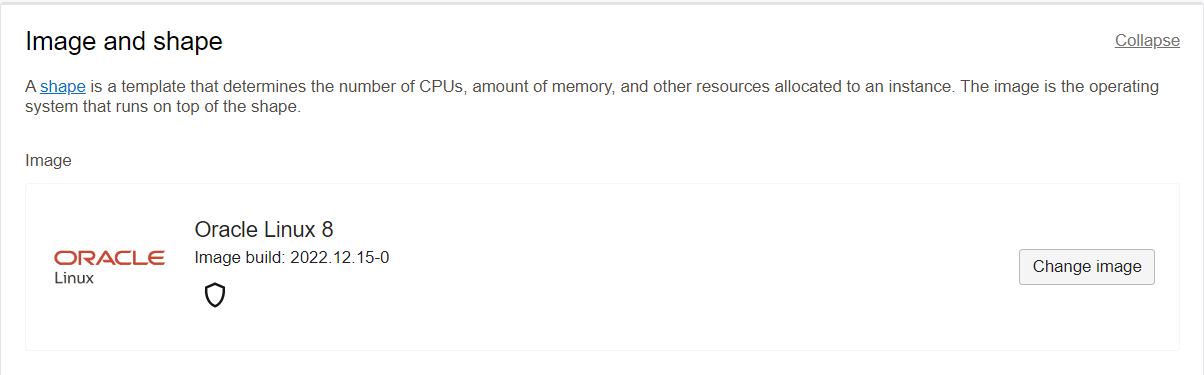 Image and shape
Collapse
A shape is a template that determines the number of CPUs, amount of memory, and other resources allocated to an instance. The image is the operating
system that runs on top of the shape.
Image
Oracle Linux 8
Image build: 2022.12.15-0
ORACLE
Linux
Change image